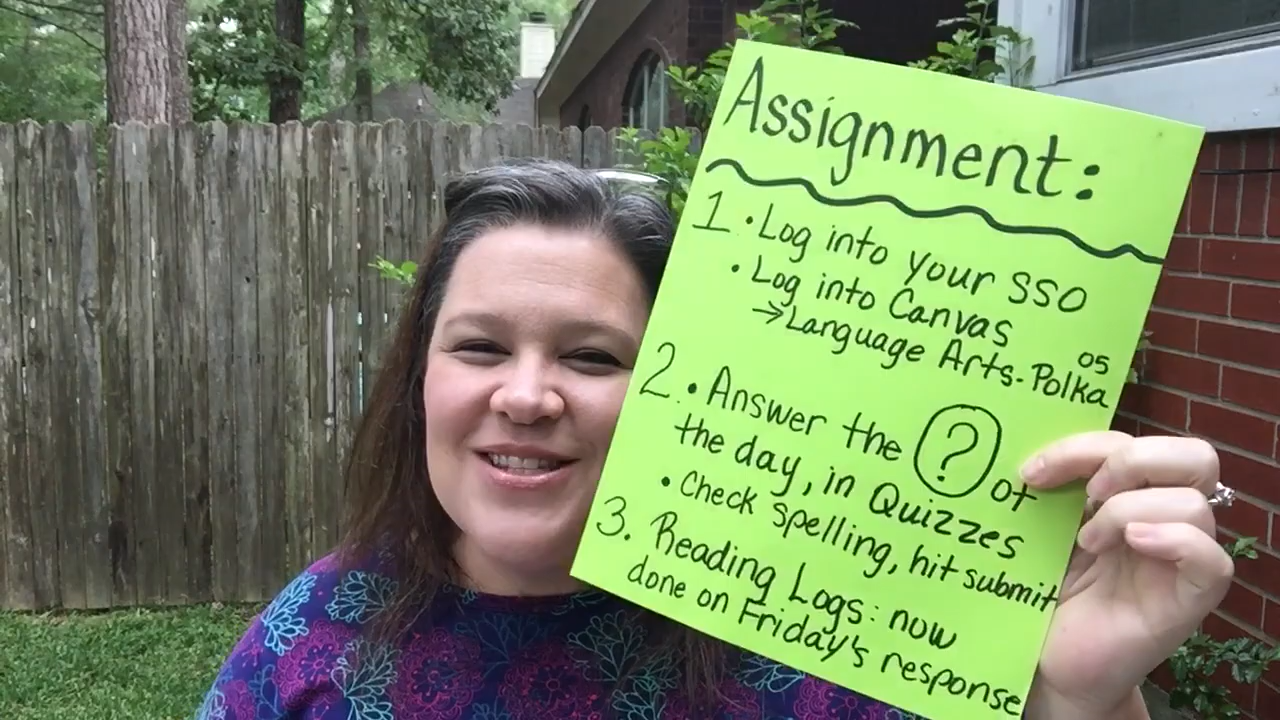 Assignment:
1 • Log into your SSO
• Log into Canvas
→ Language Arts - Polka 05
2. • Answer the ? of
the day, in Quizzes
• Check spelling, hit submit
3. Reading Logs: now
done on Friday's response